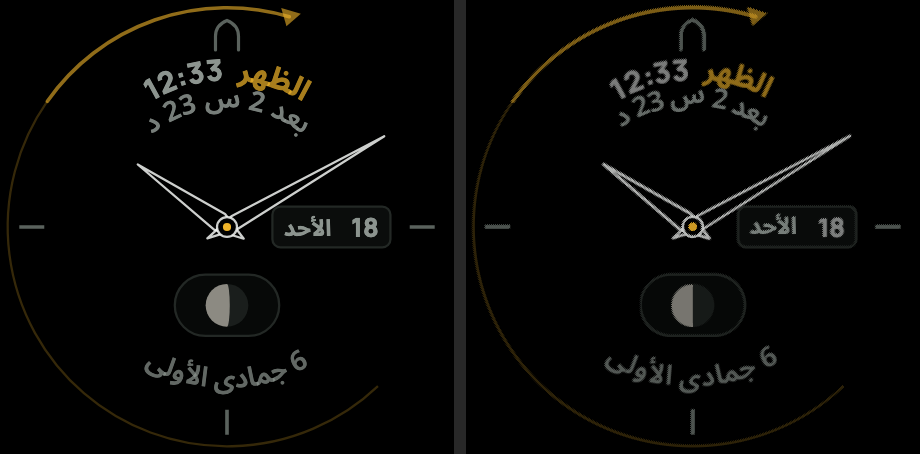 الظهر 12:33
بعد 2 س 23 د
الأحد 18
6 جمادى الأولى
الظهر 12:33
بعد 2 س 23 د
الأحد 18
6 جمادى الأولى